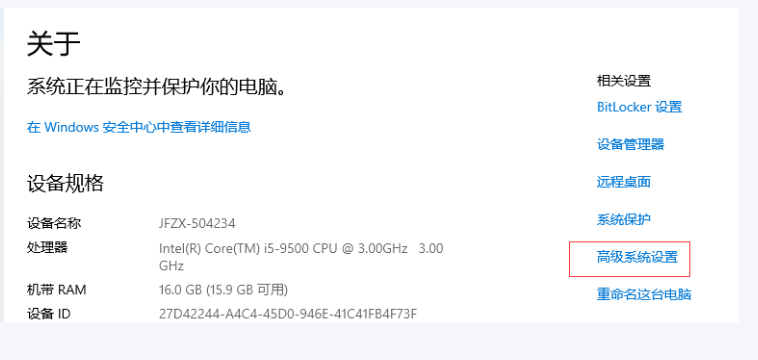 关于
系统正在监控并保护你的电脑。
在 Windows 安全中心中查看详细信息
设备规格
设备名称 JFZX-504234
处理器 Intel(R) Core(TM) i5-9500 CPU @ 3.00GHz 3.00
GHz
机带 RAM 16.0 GB (15.9 GB 可用)
设备 ID 27D42244-A4C4-45D0-946E-41C41FB4F73F
相关设置
BitLocker 设置
设备管理器
远程桌面
系统保护
高级系统设置
重命名这台电脑